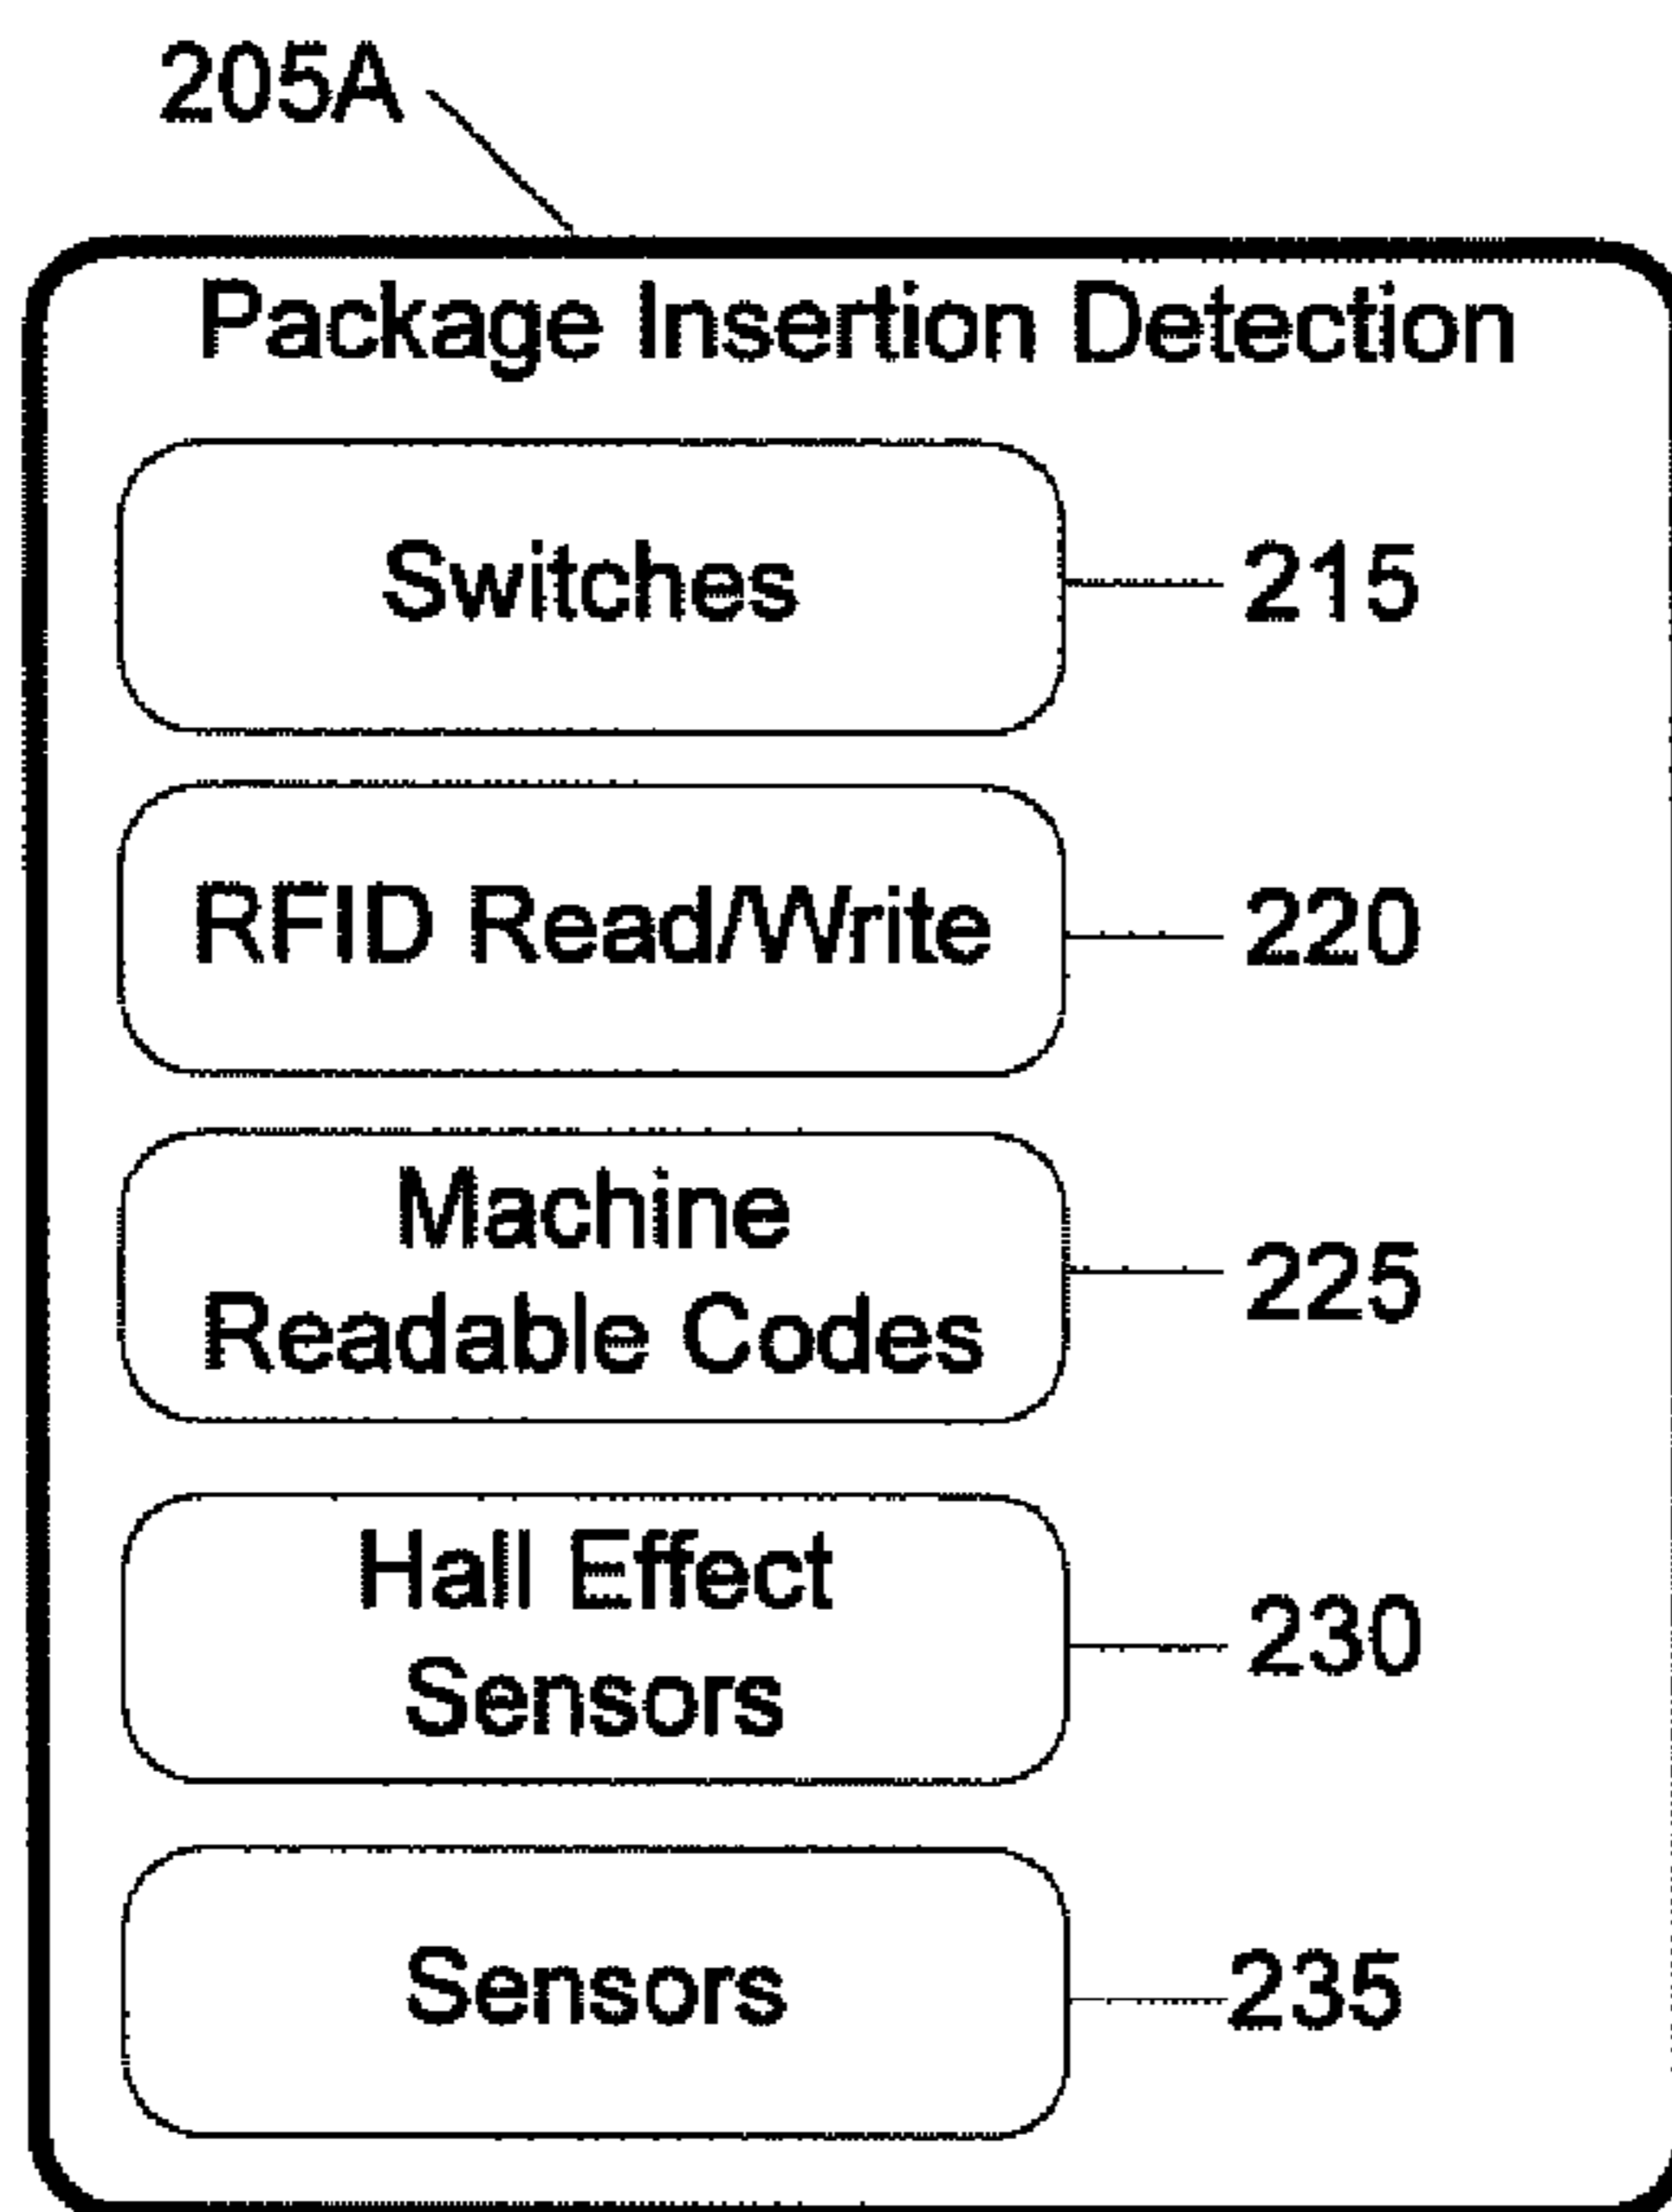 205A
Package Insertion Detection
Switches
215
RFID Read/Write
220
Machine
Readable Codes
225
Hall Effect
Sensors
230
Sensors
235